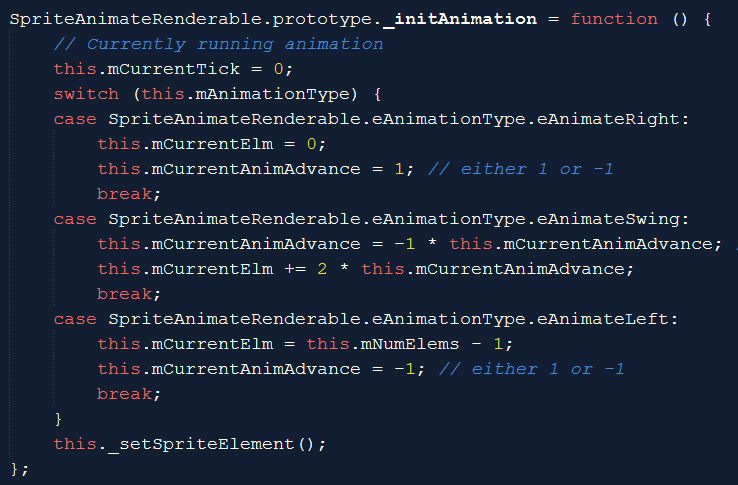 SpriteAnimateRenderable.prototype._initAnimation = function () {
    // Currently running animation
    this.mCurrentTick = 0;
    switch (this.mAnimationType) {
    case SpriteAnimateRenderable.eAnimationType.eAnimateRight:
        this.mCurrentElm = 0;
        this.mCurrentAnimAdvance = 1; // either 1 or -1
        break;
    case SpriteAnimateRenderable.eAnimationType.eAnimateSwing:
        this.mCurrentAnimAdvance = -1 * this.mCurrentAnimAdvance;
        this.mCurrentElm += 2 * this.mCurrentAnimAdvance;
        break;
    case SpriteAnimateRenderable.eAnimationType.eAnimateLeft:
        this.mCurrentElm = this.mNumElems - 1;
        this.mCurrentAnimAdvance = -1; // either 1 or -1
        break;
    }
    this._setSpriteElement();
};